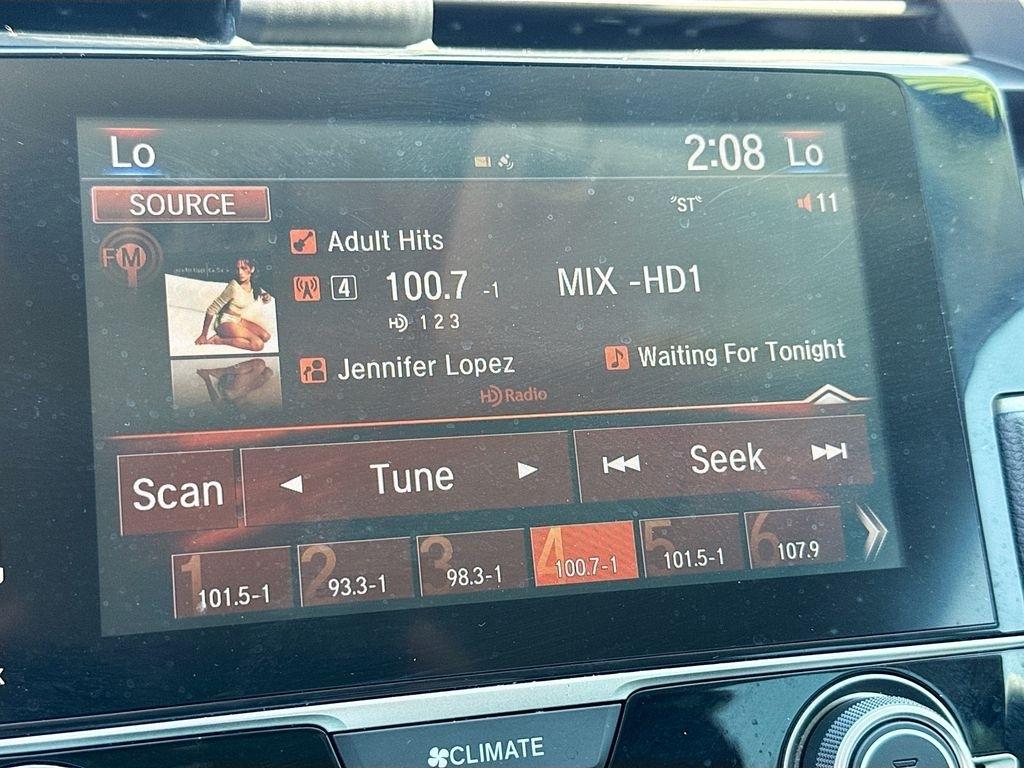 Lo
2:08 Lo
SOURCE
"ST"
11
FM
Adult Hits
4 100.7 -1
MIX -HD1
HD 1 2 3
Jennifer Lopez
Waiting For Tonight
HD Radio
Scan
Tune
Seek
1 101.5-1
2 93.3-1
3 98.3-1
4 100.7-1
5 101.5-1
6 107.9
CLIMATE